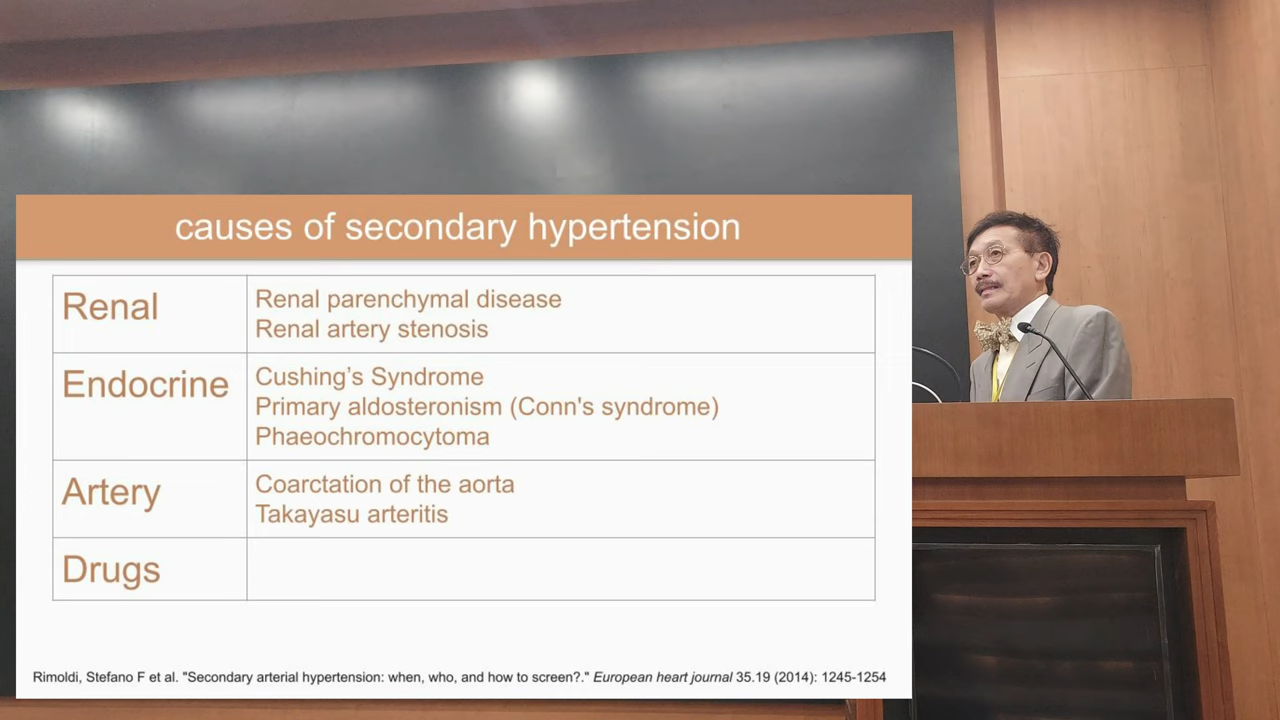 causes of secondary hypertension
Renal
Renal parenchymal disease
Renal artery stenosis
Endocrine
Cushing’s Syndrome
Primary aldosteronism (Conn's syndrome)
Phaeochromocytoma
Artery
Coarctation of the aorta
Takayasu arteritis
Drugs
Rimoldi, Stefano F et al. "Secondary arterial hypertension: when, who, and how to screen?." European heart journal 35.19 (2014): 1245-1254